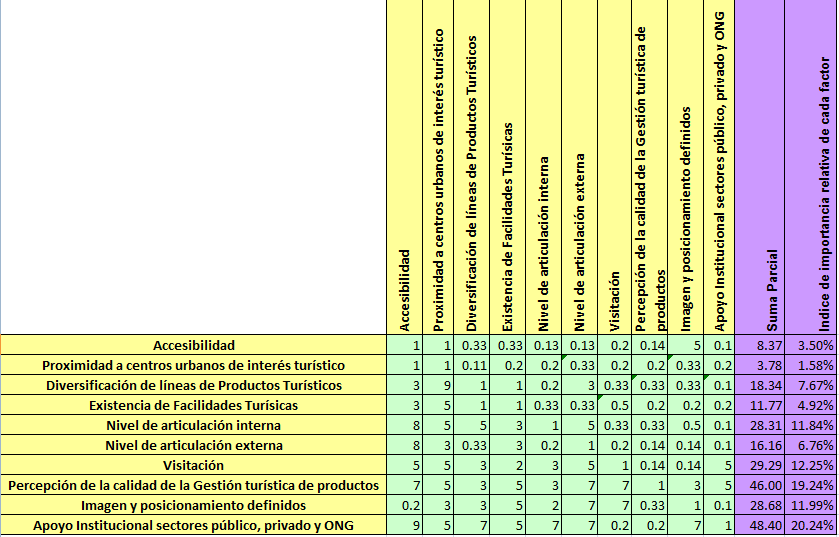 Accesibilidad
Proximidad a centros urbanos de interés turístico
Diversificación de líneas de Productos Turísticos
Existencia de Facilidades Turísicas
Nivel de articulación interna
Nivel de articulación externa
Visitación
Percepción de la calidad de la Gestión turística de
productos
Imagen y posicionamiento definidos
Apoyo Institucional sectores público, privado y ONG
Suma Parcial
Indice de importancia relativa de cada factor
Accesibilidad 1 1 0.33 0.33 0.13 0.13 0.2 0.14 5 0.1 8.37 3.50%
Proximidad a centros urbanos de interés turístico 1 1 0.11 0.2 0.2 0.33 0.2 0.2 0.33 0.2 3.78 1.58%
Diversificación de líneas de Productos Turísticos 3 9 1 1 0.2 3 0.33 0.33 0.33 0.1 18.34 7.67%
Existencia de Facilidades Turísicas 3 5 1 1 0.33 0.33 0.5 0.2 0.2 0.2 11.77 4.92%
Nivel de articulación interna 8 5 5 3 1 5 0.33 0.33 0.5 0.1 28.31 11.84%
Nivel de articulación externa 8 3 0.33 3 0.2 1 0.2 0.14 0.14 0.1 16.16 6.76%
Visitación 5 5 3 2 3 5 1 0.14 0.14 5 29.29 12.25%
Percepción de la calidad de la Gestión turística de productos 7 5 3 5 3 7 7 1 3 5 46.00 19.24%
Imagen y posicionamiento definidos 0.2 3 3 5 2 7 7 0.33 1 0.1 28.68 11.99%
Apoyo Institucional sectores público, privado y ONG 9 5 7 5 7 7 0.2 0.2 7 1 48.40 20.24%